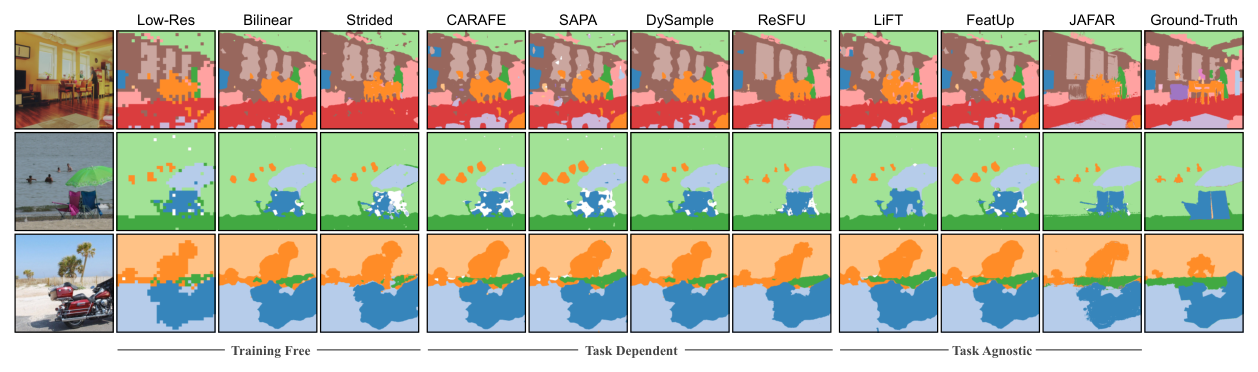 Low-Res Bilinear Strided CARAFE SAPA DySample ReSFU LiFT FeatUp JAFAR Ground-Truth
Training Free Task Dependent Task Agnostic